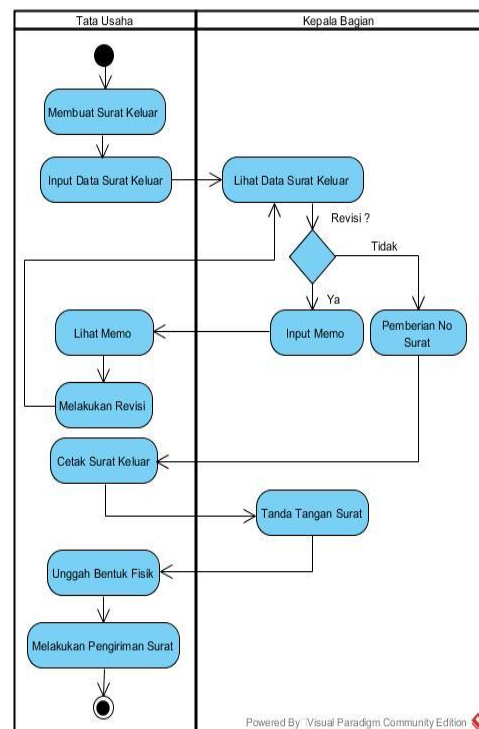 Tata Usaha
Kepala Bagian
Membuat Surat Keluar
Input Data Surat Keluar
Lihat Data Surat Keluar
Revisi ?
Tidak
Ya
Lihat Memo
Input Memo
Pemberian No
Surat
Melakukan Revisi
Cetak Surat Keluar
Tanda Tangan Surat
Unggah Bentuk Fisik
Melakukan Pengiriman Surat
Powered By Visual Paradigm Community Edition